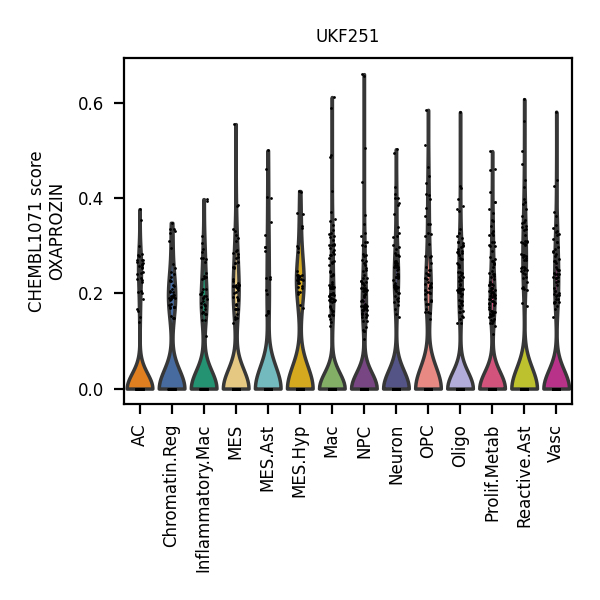 UKF251
CHEMBL1071 score
OXAPROZIN
0.6
0.4
0.2
0.0
AC
Chromatin.Reg
Inflammatory.Mac
MES
MES.Ast
MES.Hyp
Mac
NPC
Neuron
OPC
Oligo
Prolif.Metab
Reactive.Ast
Vasc